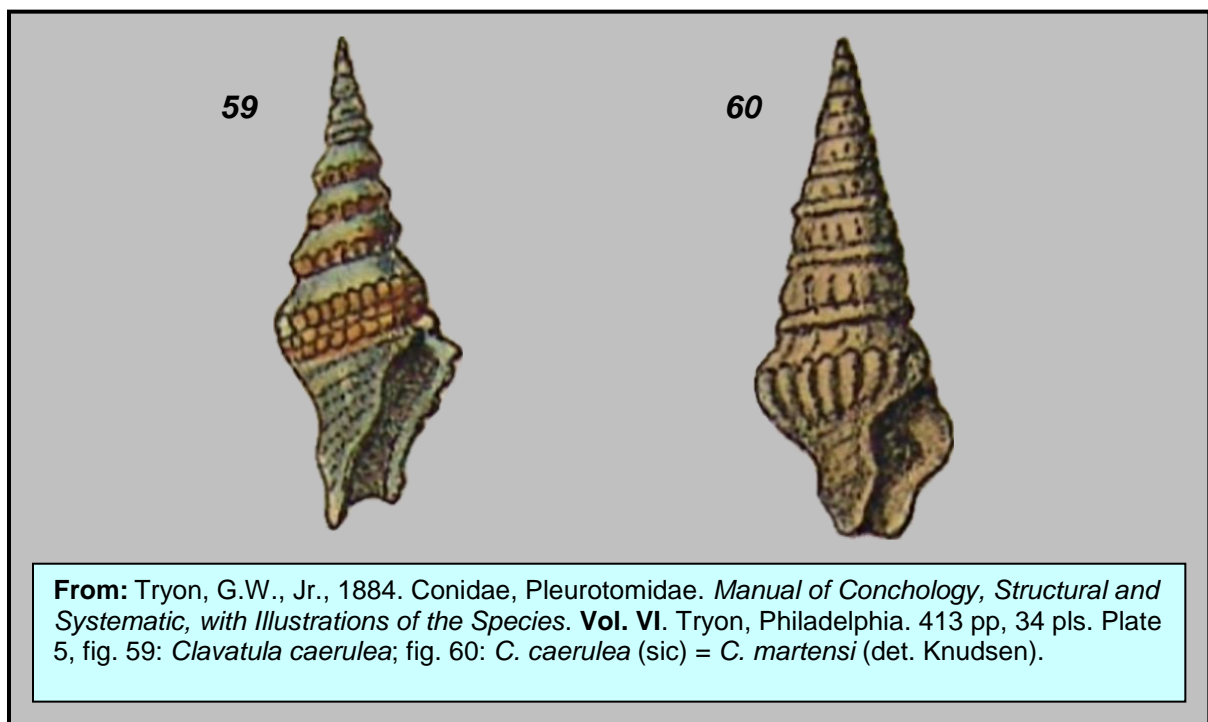 59
60
From: Tryon, G.W., Jr., 1884. Conidae, Pleurotomidae. Manual of Conchology, Structural and
Systematic, with Illustrations of the Species. Vol. VI. Tryon, Philadelphia. 413 pp, 34 pls. Plate
5, fig. 59: Clavatula caerulea; fig. 60: C. caerulea (sic) = C. martensi (det. Knudsen).